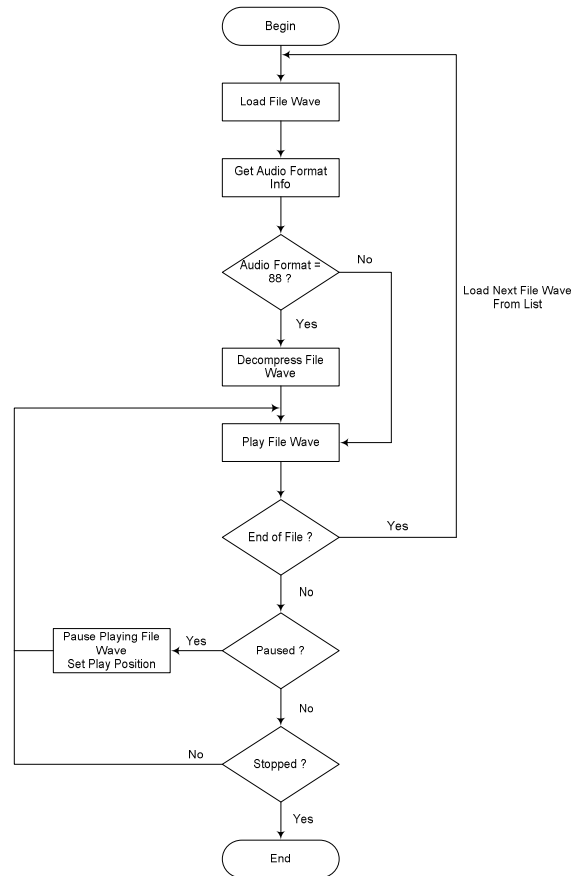 Begin
Load File Wave
Get Audio Format
Info
Audio Format =
88 ?
No
Load Next File Wave
From List
Yes
Decompress File
Wave
Play File Wave
End of File ?
Yes
No
Pause Playing File
Wave
Set Play Position
Yes
Paused ?
No
No
Stopped ?
Yes
End